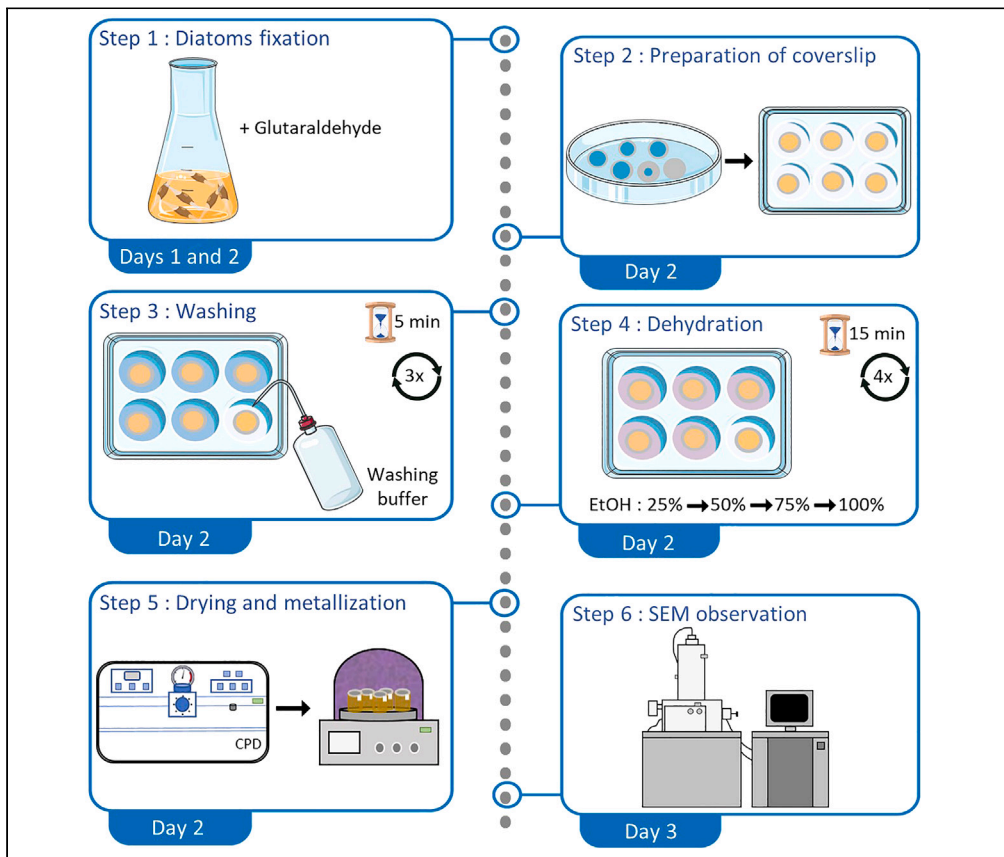 Step 1 : Diatoms fixation
+ Glutaraldehyde
Days 1 and 2
Step 2 : Preparation of coverslip
Day 2
Step 3 : Washing
5 min
3x
Washing
buffer
Day 2
Step 4 : Dehydration
15 min
4x
EtOH : 25% → 50% → 75% → 100%
Day 2
Step 5 : Drying and metallization
CPD
Day 2
Step 6 : SEM observation
Day 3